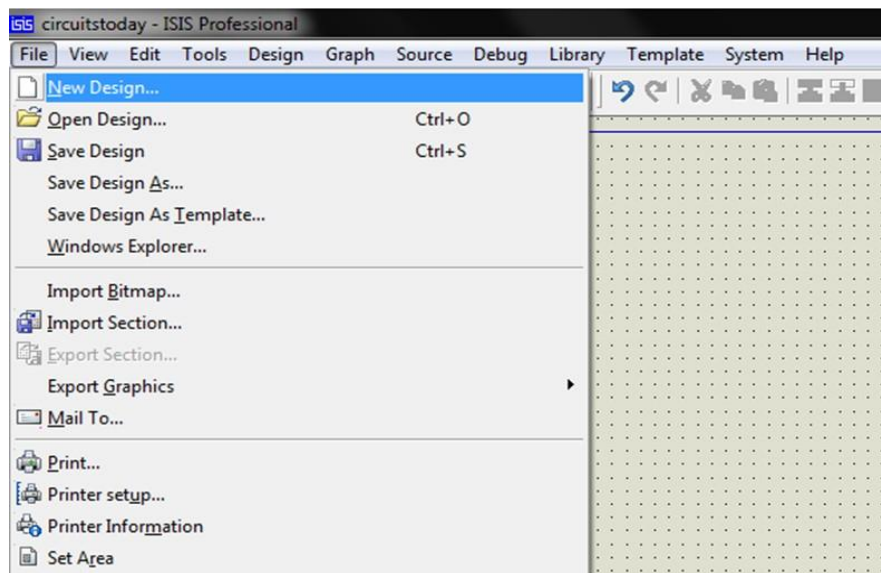 isis circuitstoday - ISIS Professional
File View Edit Tools Design Graph Source Debug Library Template System Help
New Design...
Open Design... Ctrl+O
Save Design Ctrl+S
Save Design As...
Save Design As Template...
Windows Explorer...
Import Bitmap...
Import Section...
Export Section...
Export Graphics
Mail To...
Print...
Printer setup...
Printer Information
Set Area